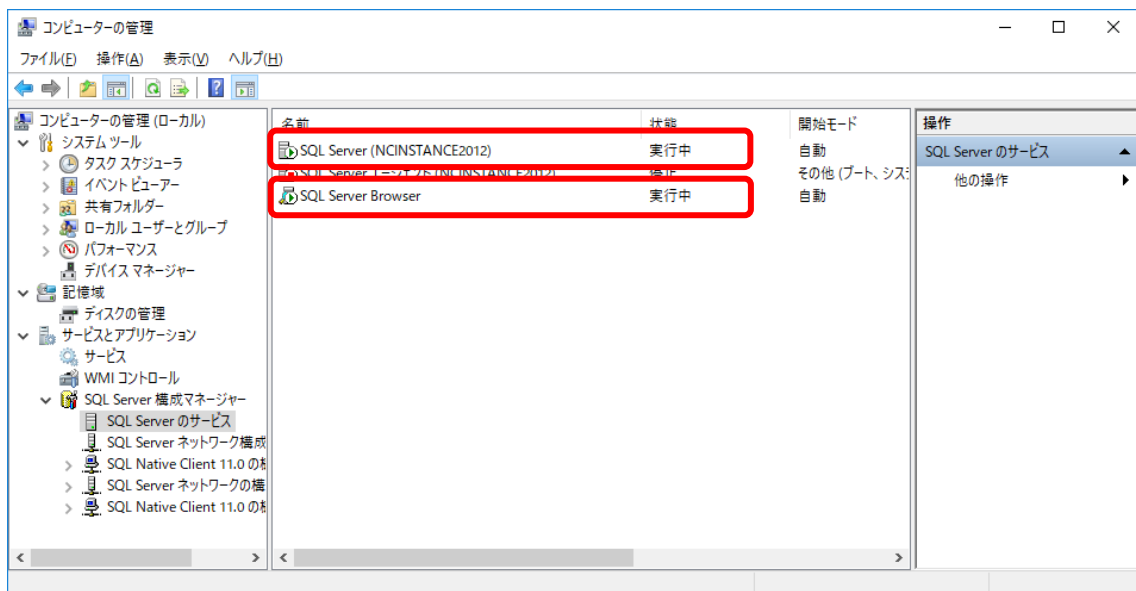 コンピューターの管理
ファイル(F) 操作(A) 表示(V) ヘルプ(H)
コンピューターの管理 (ローカル)
システム ツール
タスク スケジューラ
イベント ビューアー
共有フォルダー
ローカル ユーザーとグループ
パフォーマンス
デバイス マネージャー
記憶域
ディスクの管理
サービスとアプリケーション
サービス
WMI コントロール
SQL Server 構成マネージャー
SQL Server のサービス
SQL Server ネットワーク構成
SQL Native Client 11.0 の
SQL Server ネットワークの構
SQL Native Client 11.0 の
名前 状態 開始モード
SQL Server (NCINSTANCE2012) 実行中 自動
SQL Server エージェント (NCINSTANCE2012) 停止 その他 (ブート、シス
SQL Server Browser 実行中 自動
操作
SQL Server のサービス
他の操作